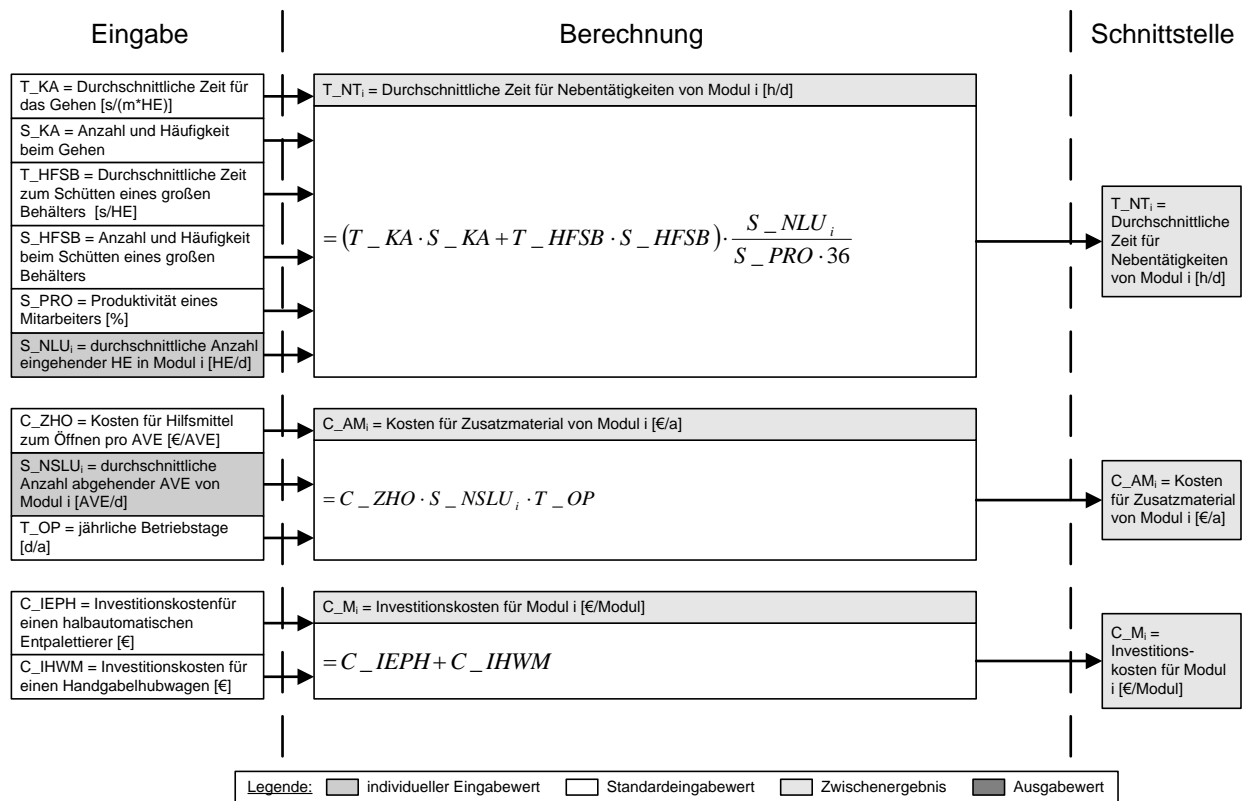 Eingabe
Berechnung
Schnittstelle
T_KA = Durchschnittliche Zeit für
das Gehen [s/(m*HE)]
S_KA = Anzahl und Häufigkeit
beim Gehen
T_HFSB = Durchschnittliche Zeit
zum Schütten eines großen
Behälters [s/HE]
S_HFSB = Anzahl und Häufigkeit
beim Schütten eines großen
Behälters
S_PRO = Produktivität eines
Mitarbeiters [%]
S_NLUᵢ = durchschnittliche Anzahl
eingehender HE in Modul i [HE/d]
T_NTᵢ = Durchschnittliche Zeit für Nebentätigkeiten von Modul i [h/d]
= (T_KA · S_KA + T_HFSB · S_HFSB) · S_NLUᵢ / S_PRO · 36
T_NTᵢ =
Durchschnittliche
Zeit für
Nebentätigkeiten
von Modul i [h/d]
C_ZHO = Kosten für Hilfsmittel
zum Öffnen pro AVE [€/AVE]
S_NSLUᵢ = durchschnittliche
Anzahl abgehender AVE von
Modul i [AVE/d]
T_OP = jährliche Betriebstage
[d/a]
C_AMᵢ = Kosten für Zusatzmaterial von Modul i [€/a]
= C_ZHO · S_NSLUᵢ · T_OP
C_AMᵢ = Kosten
für Zusatzmaterial
von Modul i [€/a]
C_IEPH = Investitionskostenfür
einen halbautomatischen
Entpalettierer [€]
C_IHWM = Investitionskosten für
einen Handgabelhubwagen [€]
C_Mᵢ = Investitionskosten für Modul i [€/Modul]
= C_IEPH + C_IHWM
C_Mᵢ =
Investitions-
kosten für Modul
i [€/Modul]
Legende: individueller Eingabewert Standardeingabewert Zwischenergebnis Ausgabewert